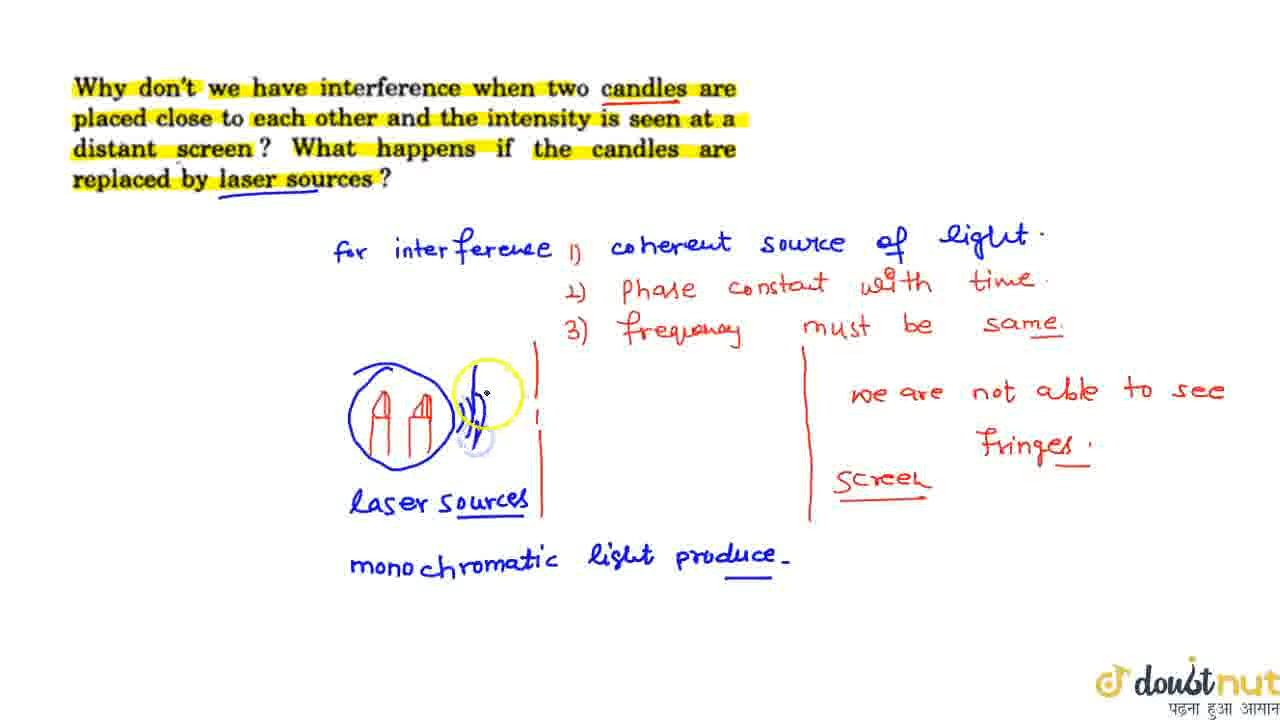 Why don't we have interference when two candles are
placed close to each other and the intensity is seen at a
distant screen? What happens if the candles are
replaced by laser sources?
for interference 1) coherent source of light.
2) Phase constant with time.
3) frequency must be same.
we are not able to see
fringes.
screen
laser sources
monochromatic light produce
doubtnut
पढ़ना हुआ आसान